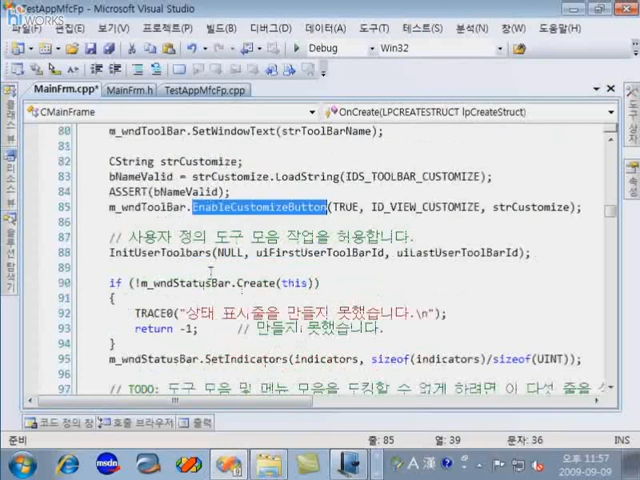 TestAppMfcFp - Microsoft Visual Studio
HIWORKS
파일(F) 편집(E) 보기(V) 프로젝트(P) 빌드(B) 디버그(D) 데이터(A) 도구(T) 테스트(S) 분석(N) 창(W) 도움말(H)
Debug Win32
MainFrm.cpp* MainFrm.h TestAppMfcFp.cpp
CMainFrame OnCreate(LPCREATESTRUCT lpCreateStruct)
80 m_wndToolBar.SetWindowText(strToolBarName);
81
82 CString strCustomize;
83 bNameValid = strCustomize.LoadString(IDS_TOOLBAR_CUSTOMIZE);
84 ASSERT(bNameValid);
85 m_wndToolBar.EnableCustomizeButton(TRUE, ID_VIEW_CUSTOMIZE, strCustomize);
86
87 // 사용자 정의 도구 모음 작업을 허용합니다.
88 InitUserToolbars(NULL, uiFirstUserToolBarId, uiLastUserToolBarId);
89
90 if (!m_wndStatusBar.Create(this))
91 {
92 TRACE0("상태 표시줄을 만들지 못했습니다.\n");
93 return -1; // 만들지 못했습니다.
94 }
95 m_wndStatusBar.SetIndicators(indicators, sizeof(indicators)/sizeof(UINT));
96
97 // TODO: 도구 모음 및 메뉴 모음을 도킹할 수 없게 하려면 이 다섯 줄을
코드 정의 창 호출 브라우저 출력
준비 줄: 85 열: 39 문자: 36 INS
msdn A 漢 오후 11:57
2009-09-09